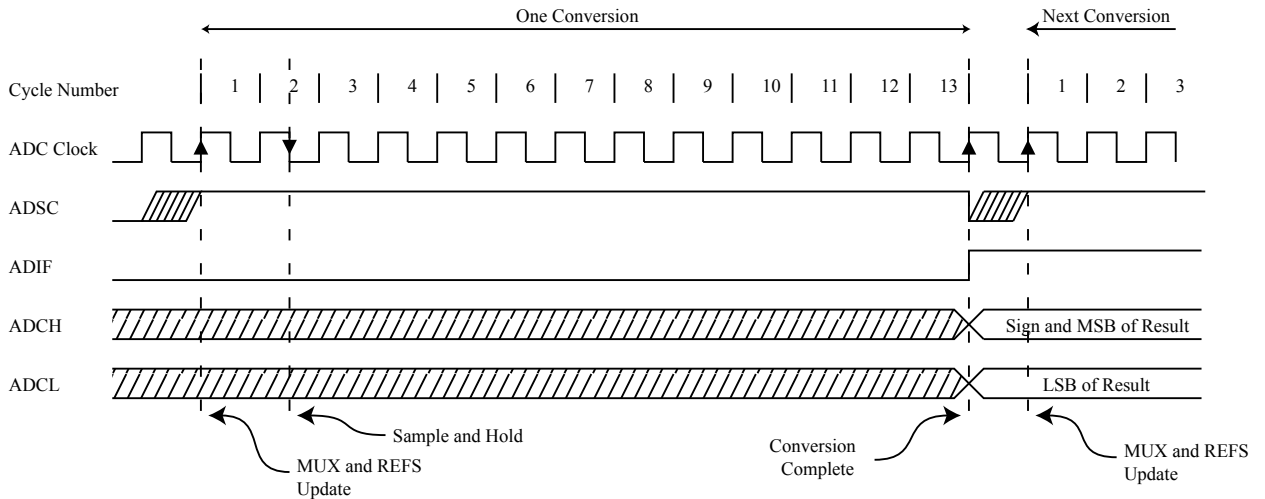 One Conversion
Next Conversion
Cycle Number
1 2 3 4 5 6 7 8 9 10 11 12 13 1 2 3
ADC Clock
ADSC
ADIF
ADCH
Sign and MSB of Result
ADCL
LSB of Result
Sample and Hold
MUX and REFS
Update
Conversion
Complete
MUX and REFS
Update